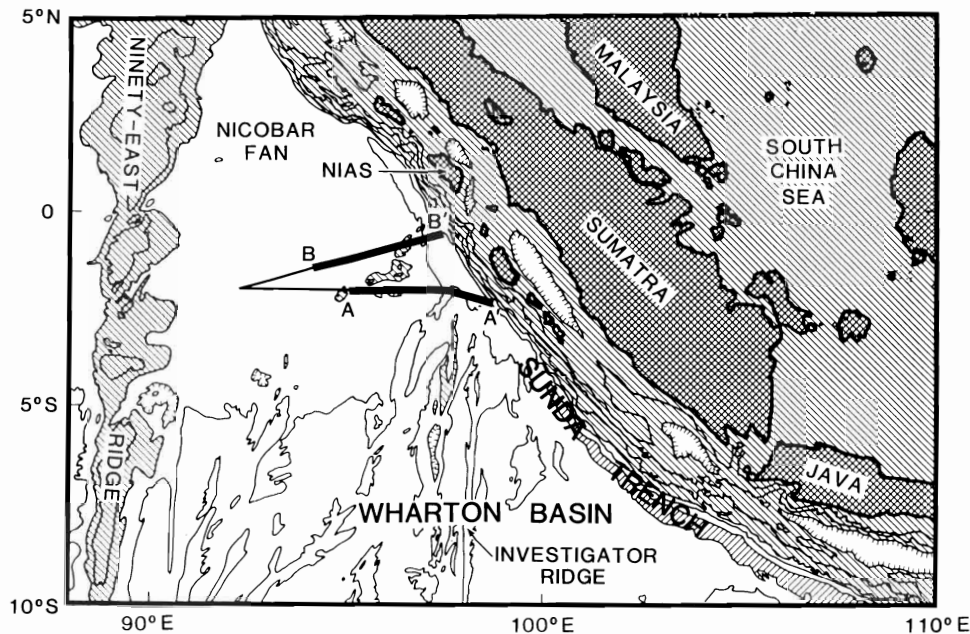 5°N
0
5°S
10°S
90°E
100°E
110°E
NINETY-EAST
RIDGE
NICOBAR
FAN
NIAS
MALAYSIA
SOUTH
CHINA
SEA
SUMATRA
B
B'
A
A'
SUNDA
TRENCH
JAVA
WHARTON BASIN
INVESTIGATOR
RIDGE